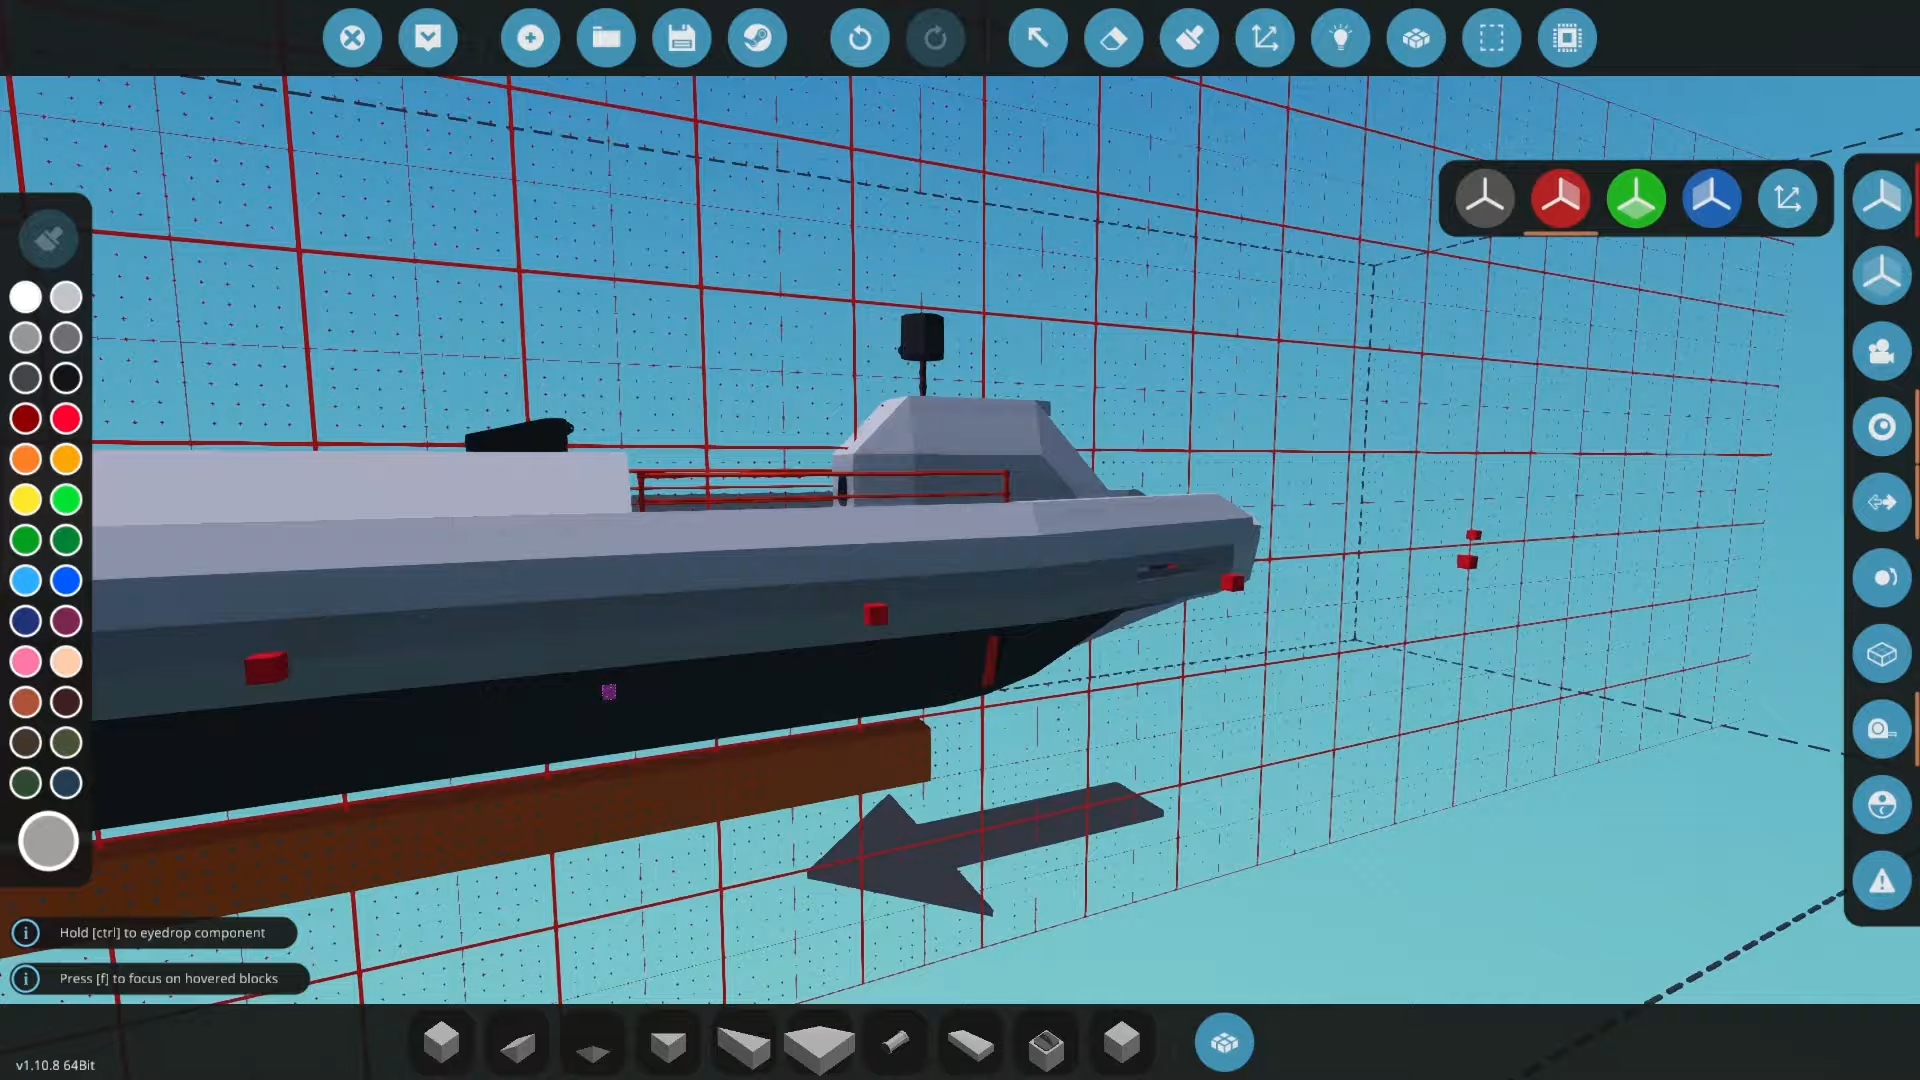 Hold [ctrl] to eyedrop component
Press [f] to focus on hovered blocks
v1.10.8 64Bit